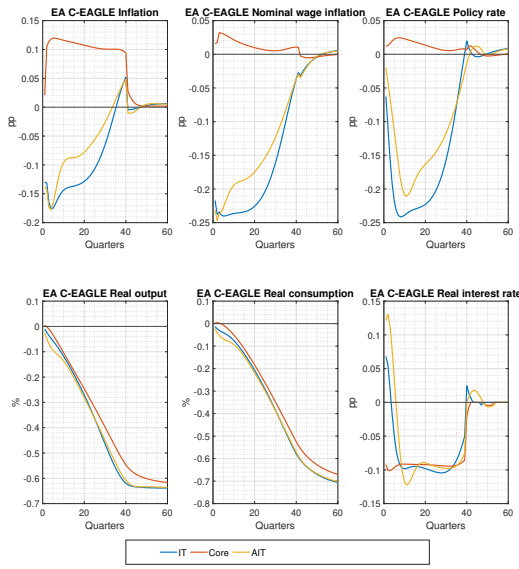 EA C-EAGLE Inflation
EA C-EAGLE Nominal wage inflation
EA C-EAGLE Policy rate
0.15
0.1
0.05
0
-0.05
-0.1
-0.15
-0.2
pp
0 20 40 60
Quarters
0.05
0
-0.05
-0.1
-0.15
-0.2
-0.25
pp
0 20 40 60
Quarters
0.05
0
-0.05
-0.1
-0.15
-0.2
-0.25
pp
0 20 40 60
Quarters
EA C-EAGLE Real output
EA C-EAGLE Real consumption
EA C-EAGLE Real interest rate
0.1
0
-0.1
-0.2
-0.3
-0.4
-0.5
-0.6
-0.7
%
0 20 40 60
Quarters
0.1
0
-0.1
-0.2
-0.3
-0.4
-0.5
-0.6
-0.7
-0.8
%
0 20 40 60
Quarters
0.15
0.1
0.05
0
-0.05
-0.1
-0.15
pp
0 20 40 60
Quarters
IT Core AIT